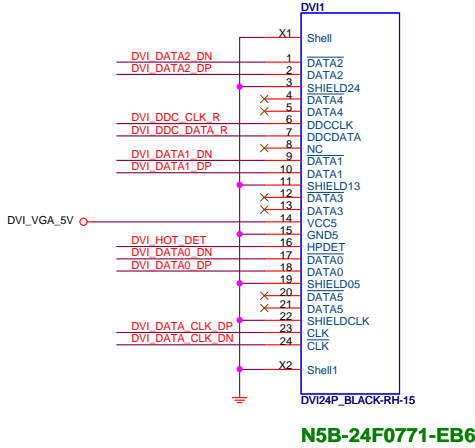 DVI1
X1 Shell
DVI_DATA2_DN 1 DATA2
DVI_DATA2_DP 2 DATA2
3 SHIELD24
4 DATA4
5 DATA4
DVI_DDC_CLK_R 6 DDCCLK
DVI_DDC_DATA_R 7 DDCDATA
8 NC
DVI_DATA1_DN 9 DATA1
DVI_DATA1_DP 10 DATA1
11 SHIELD13
12 DATA3
13 DATA3
DVI_VGA_5V 14 VCC5
15 GND5
DVI_HOT_DET 16 HPDET
DVI_DATA0_DN 17 DATA0
DVI_DATA0_DP 18 DATA0
19 SHIELD05
20 DATA5
21 DATA5
22 SHIELDCLK
DVI_DATA_CLK_DP 23 CLK
DVI_DATA_CLK_DN 24 CLK
X2 Shell1
DVI24P_BLACK-RH-15
N5B-24F0771-EB6